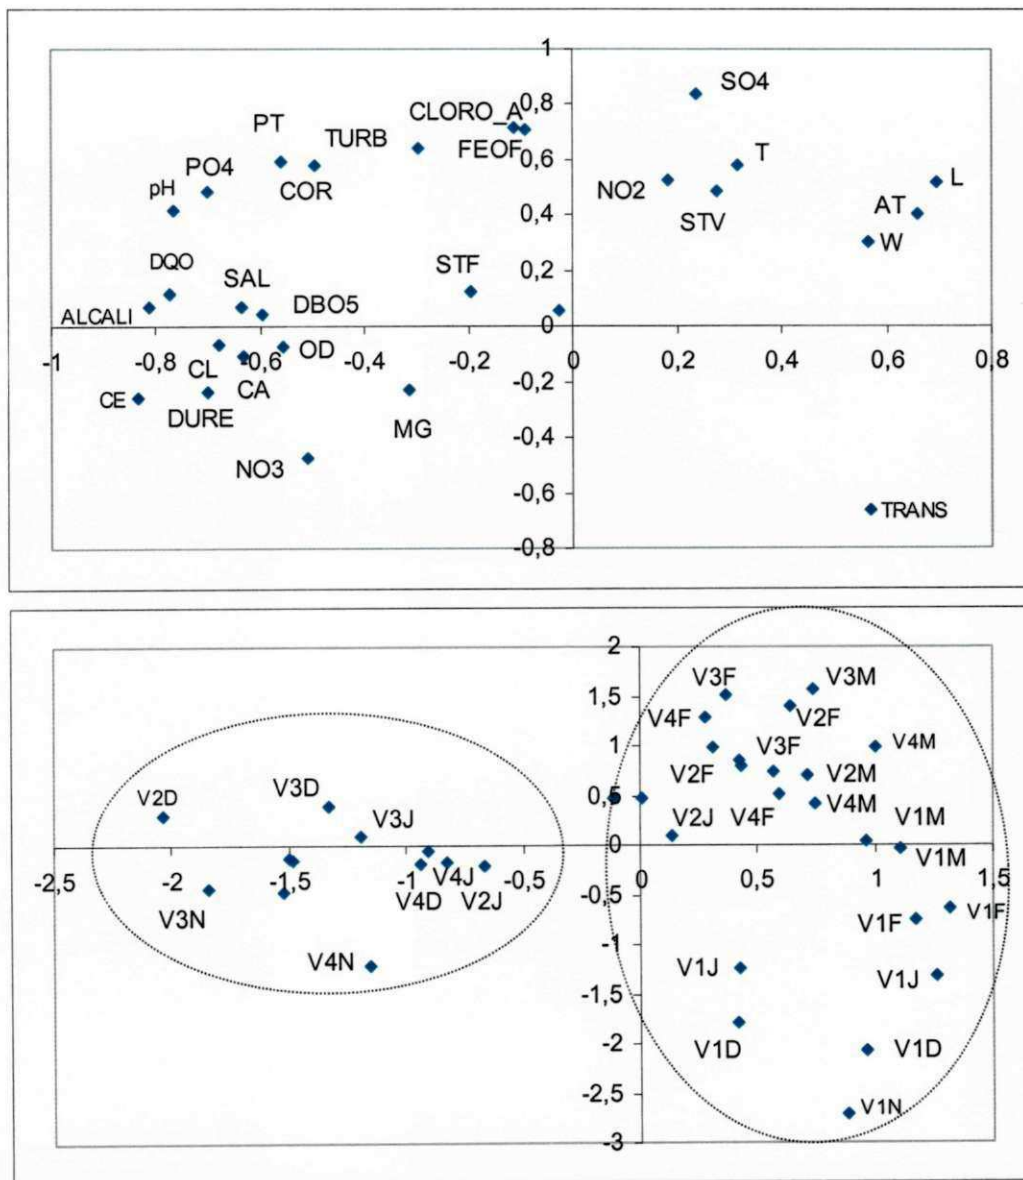 1
0,8 SO4
CLORO_A
PT TURB 0,6 FEOF T
PO4 COR NO2 L
pH 0,4 STV AT
W
DQO SAL STF 0,2
ALCALI DBO5
0
-1 -0,8 -0,6 -0,4 -0,2 0 0,2 0,4 0,6 0,8
CL OD
CE CA -0,2
DURE MG
NO3 -0,4
-0,6 TRANS
-0,8
2
V3F V3M
1,5
V4F V2F
1 V3F V4M
V3D V2F V2M
V2D 0,5 V4F V4M
V3J V2J V1M
0
-2,5 -2 -1,5 -1 -0,5 0 0,5 1 1,5
V4J V1M
V3N V4D V2J -0,5
V1F V1F
-1
V4N V1J V1J
-1,5
V1D V1D
-2
-2,5 V1N
-3